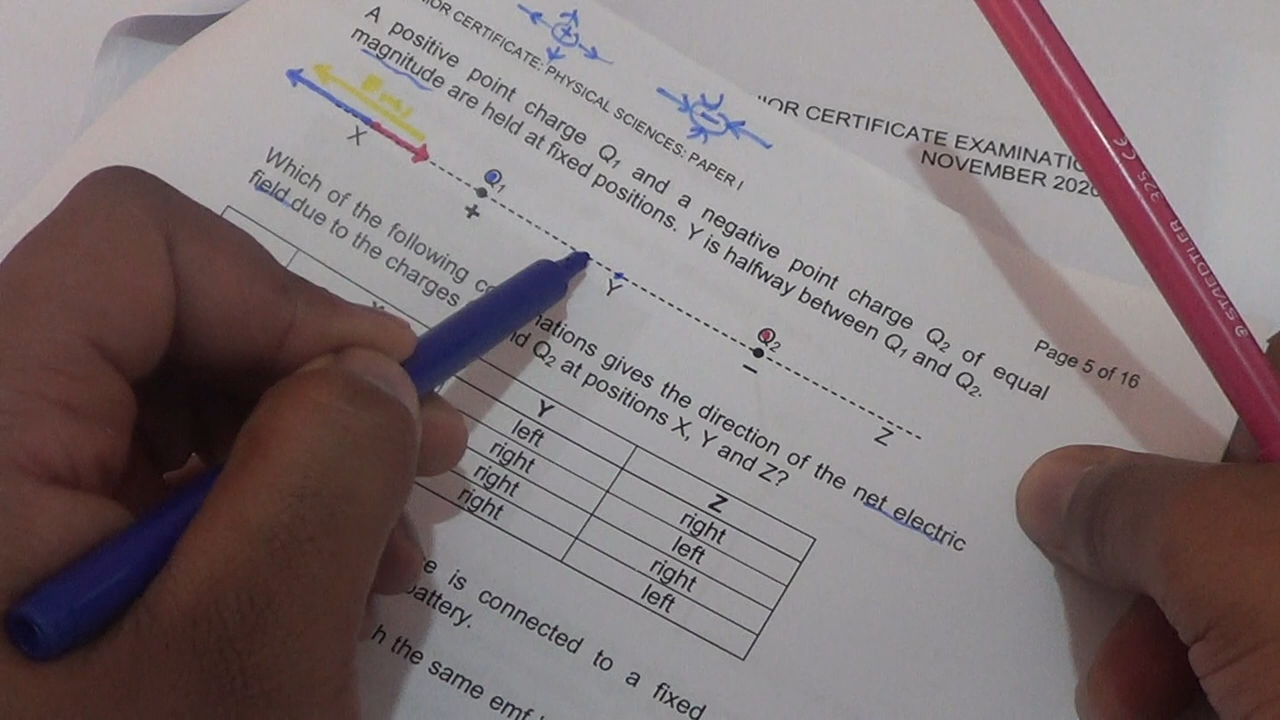 IOR CERTIFICATE: PHYSICAL SCIENCES: PAPER I
IOR CERTIFICATE EXAMINATIO
NOVEMBER 2020
Page 5 of 16
A positive point charge Q₁ and a negative point charge Q₂ of equal
magnitude are held at fixed positions. Y is halfway between Q₁ and Q₂.
X
Q₁
+
Y
Q₂
−
Z
Which of the following co nations gives the direction of the net electric
field due to the charges nd Q₂ at positions X, Y and Z?
Y Z
left right
right left
right right
right left
e is connected to a fixed
battery.
h the same emf
STAEDTLER 325 CE